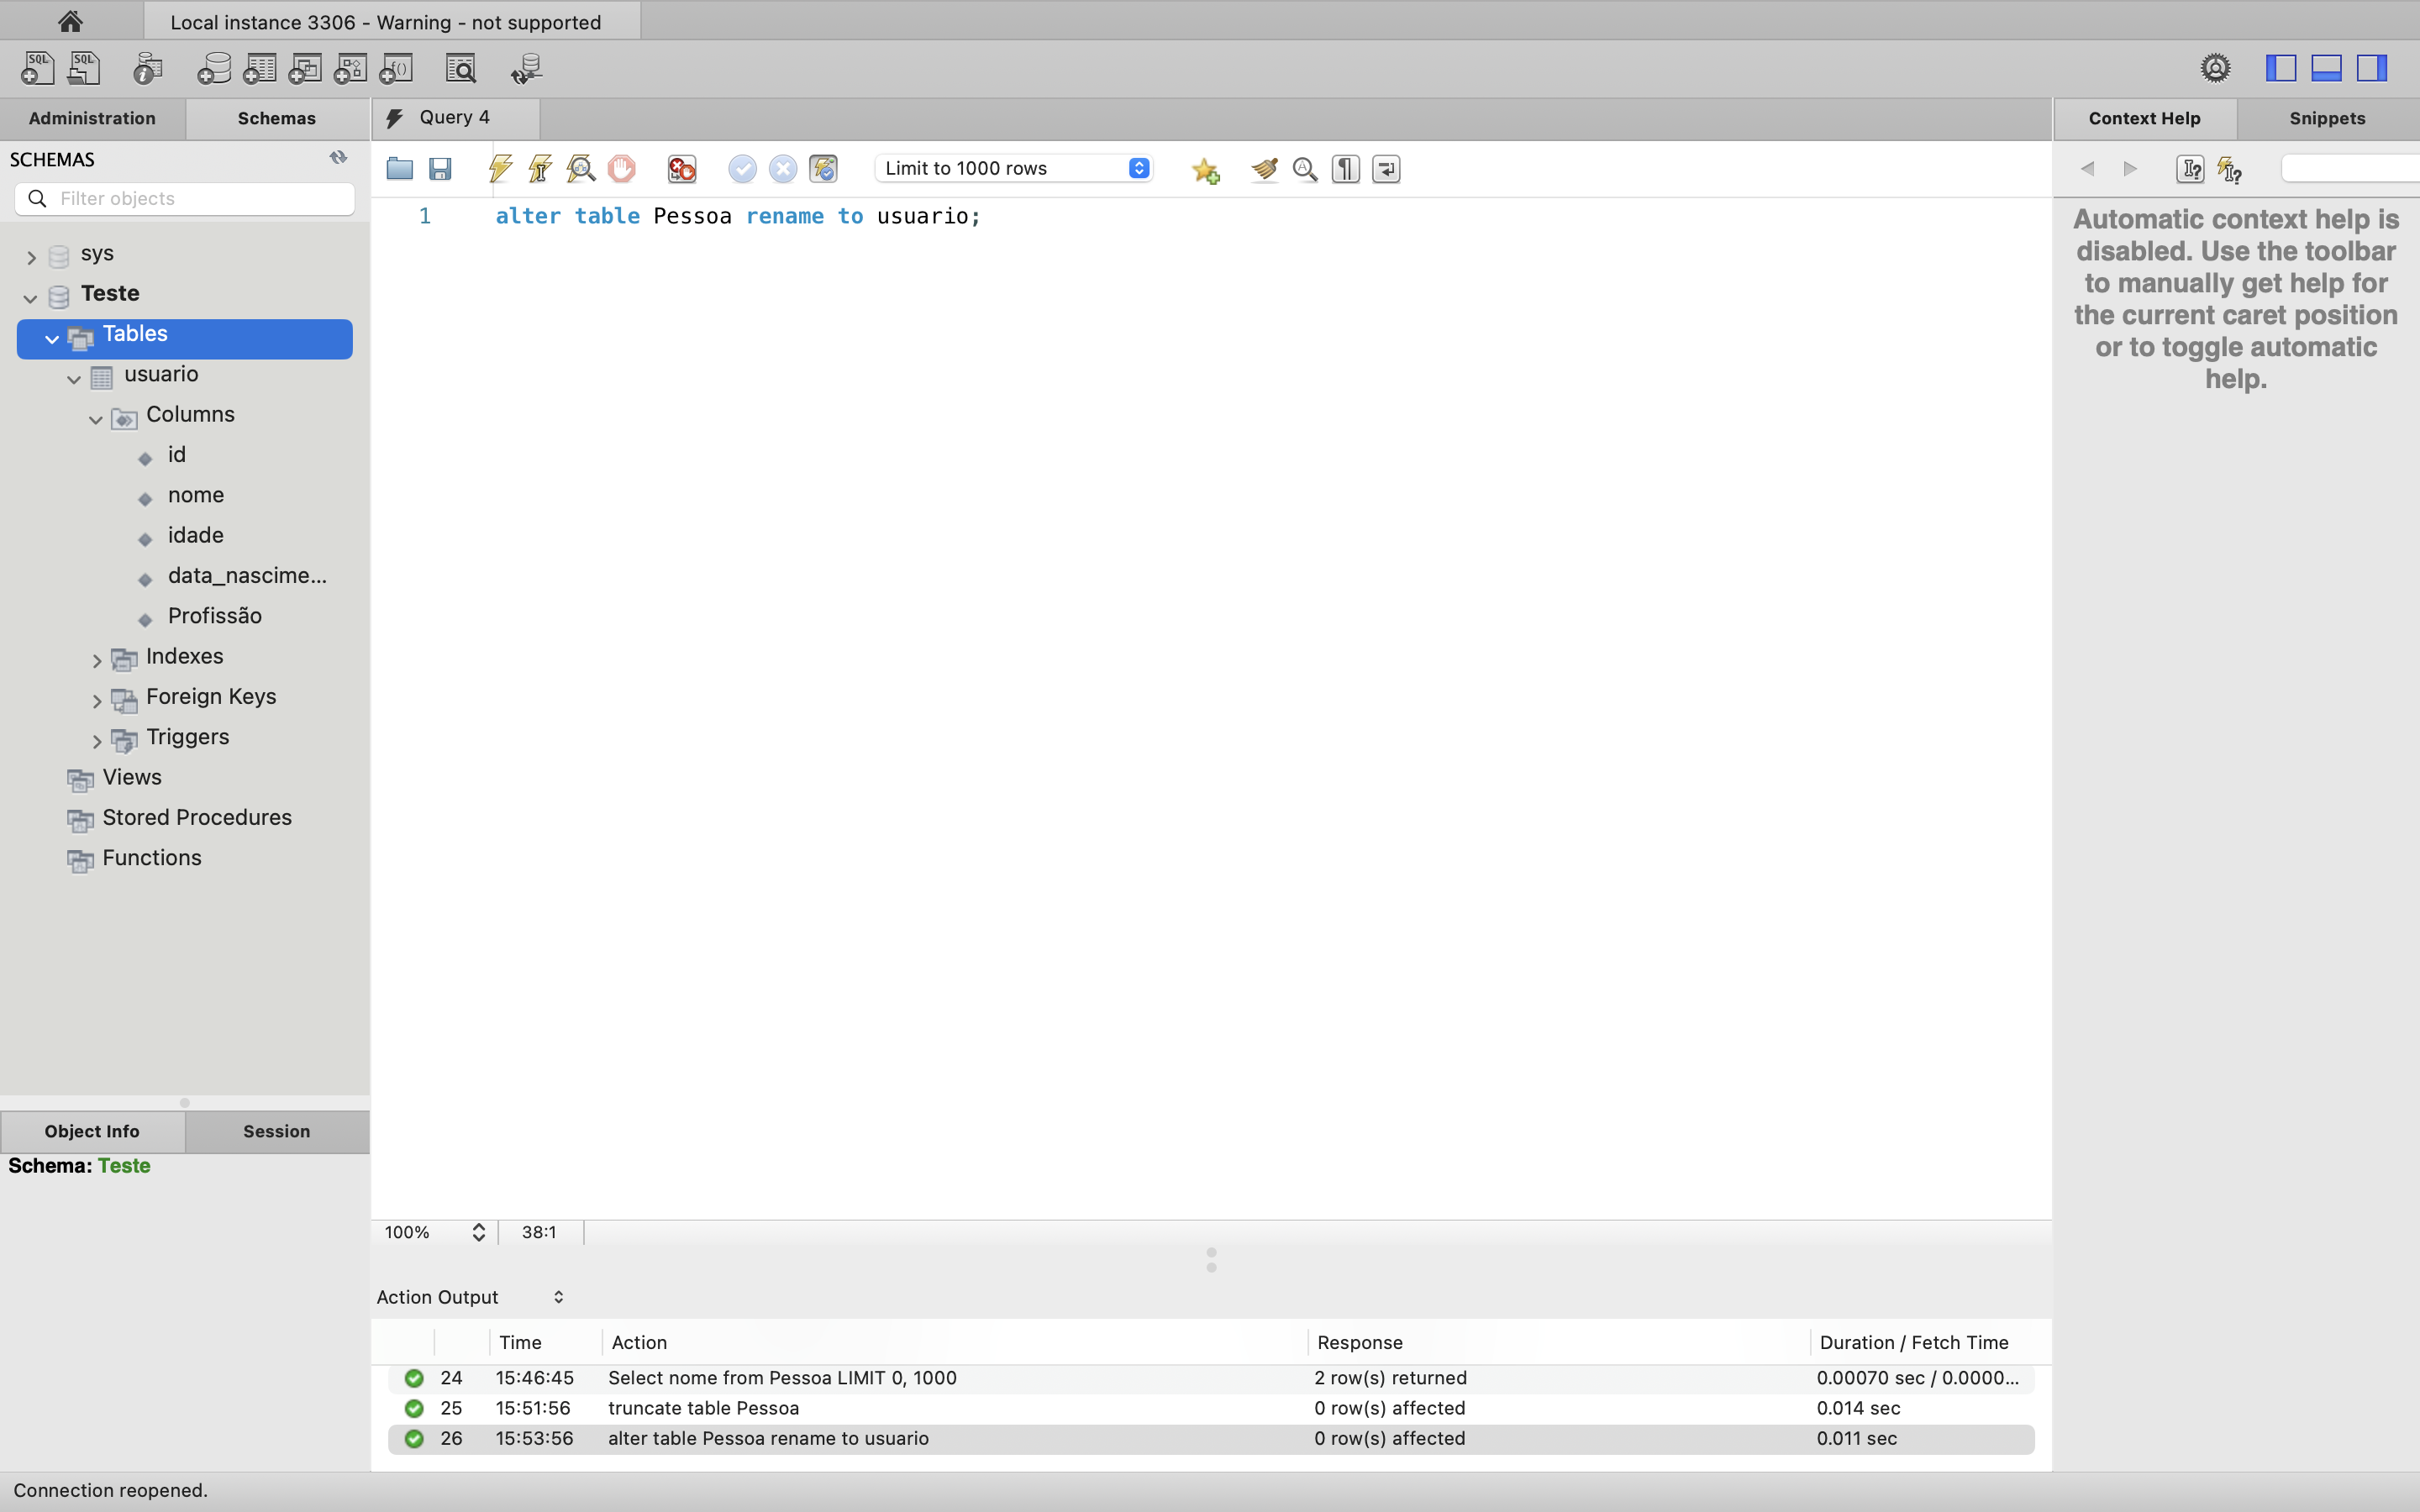 Local instance 3306 - Warning - not supported
SQL SQL
Administration Schemas
Query 4
Context Help Snippets
SCHEMAS
Limit to 1000 rows
Filter objects
1 alter table Pessoa rename to usuario;
Automatic context help is
disabled. Use the toolbar
to manually get help for
the current caret position
or to toggle automatic
help.
sys
Teste
Tables
usuario
Columns
id
nome
idade
data_nascime...
Profissão
Indexes
Foreign Keys
Triggers
Views
Stored Procedures
Functions
Object Info Session
Schema: Teste
100% 38:1
Action Output
Time Action Response Duration / Fetch Time
24 15:46:45 Select nome from Pessoa LIMIT 0, 1000 2 row(s) returned 0.00070 sec / 0.0000...
25 15:51:56 truncate table Pessoa 0 row(s) affected 0.014 sec
26 15:53:56 alter table Pessoa rename to usuario 0 row(s) affected 0.011 sec
Connection reopened.